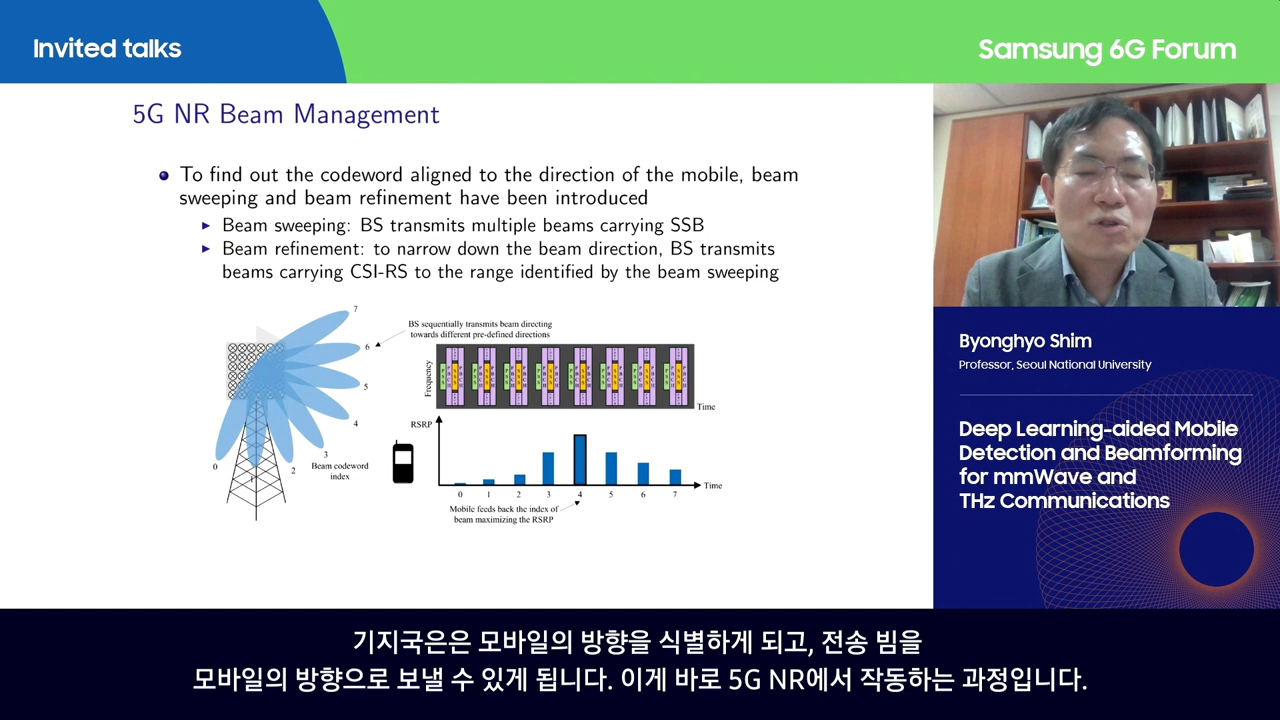 Invited talks
Samsung 6G Forum
5G NR Beam Management
To find out the codeword aligned to the direction of the mobile, beam
sweeping and beam refinement have been introduced
Beam sweeping: BS transmits multiple beams carrying SSB
Beam refinement: to narrow down the beam direction, BS transmits
beams carrying CSI-RS to the range identified by the beam sweeping
7
6
5
4
3
2
1
0
Beam codeword
index
BS sequentially transmits beam directing
towards different pre-defined directions
Frequency
Time
RSRP
Time
0 1 2 3 4 5 6 7
Mobile feeds back the index of
beam maximizing the RSRP
Byonghyo Shim
Professor, Seoul National University
Deep Learning-aided Mobile
Detection and Beamforming
for mmWave and
THz Communications
기지국은은 모바일의 방향을 식별하게 되고, 전송 빔을
모바일의 방향으로 보낼 수 있게 됩니다. 이게 바로 5G NR에서 작동하는 과정입니다.